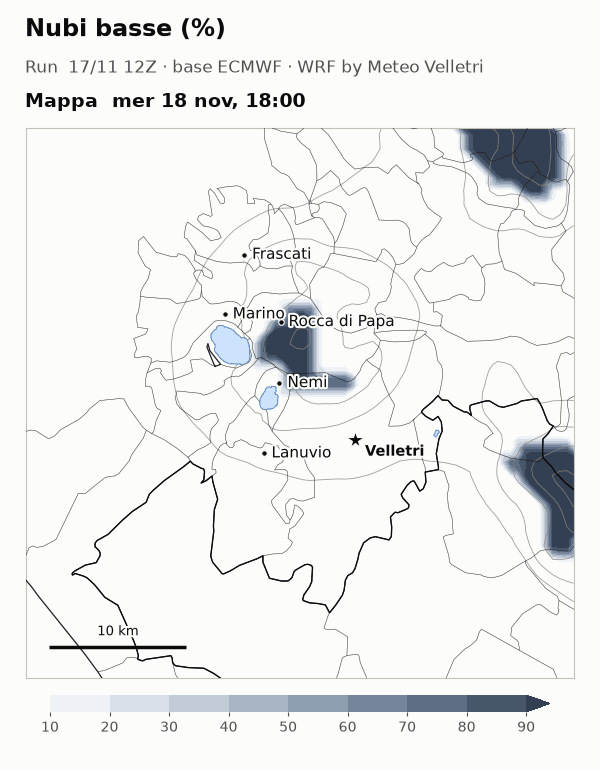 Nubi basse (%)
Run  17/11 12Z · base ECMWF · WRF by Meteo Velletri
Mappa  mer 18 nov, 18:00
Frascati
Marino
Rocca di Papa
Nemi
Velletri
Lanuvio
10 km
10 20 30 40 50 60 70 80 90